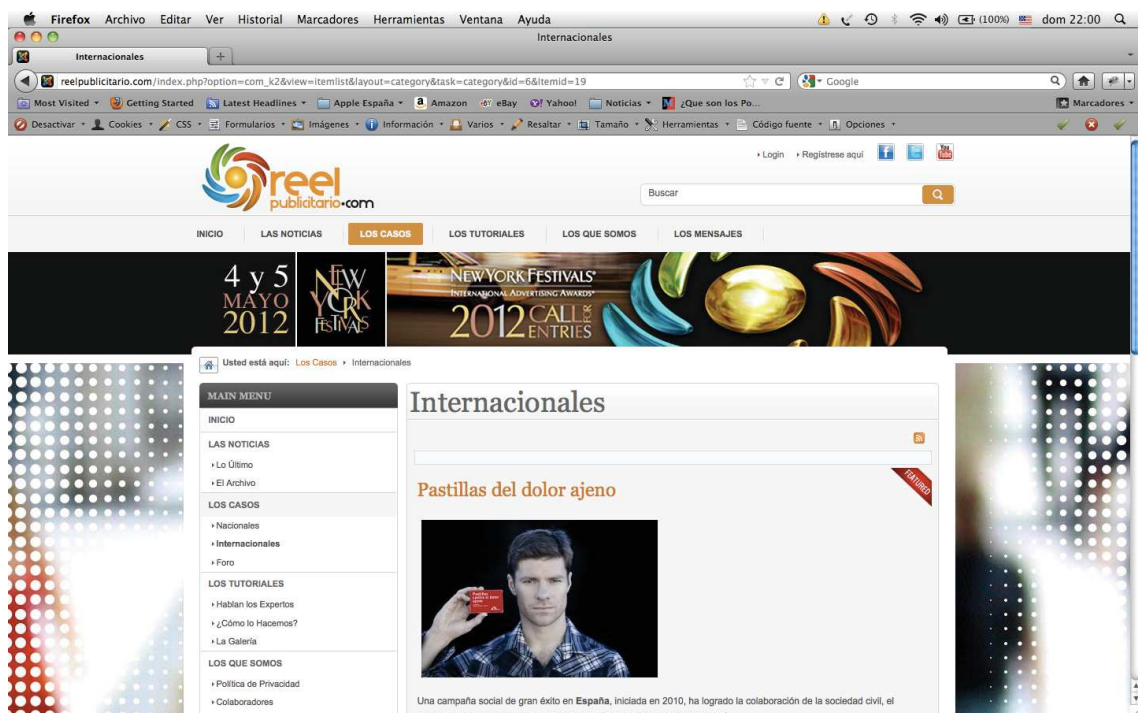 Firefox Archivo Editar Ver Historial Marcadores Herramientas Ventana Ayuda (100%) dom 22:00
Internacionales
Internacionales
reelpublicitario.com/index.php?option=com_k2&view=itemlist&layout=category&task=category&id=6&Itemid=19 Google
Most Visited Getting Started Latest Headlines Apple España Amazon eBay Yahoo! Noticias ¿Que son los Po... Marcadores
Desactivar Cookies CSS Formularios Imágenes Información Varios Resaltar Tamaño Herramientas Código fuente Opciones
Login Regístrese aquí
reel
publicitario.com
Buscar
INICIO LAS NOTICIAS LOS CASOS LOS TUTORIALES LOS QUE SOMOS LOS MENSAJES
4 y 5
MAYO
2012
NEW
YORK
FESTIVALS
NEW YORK FESTIVALS®
INTERNATIONAL ADVERTISING AWARDS®
2012 CALL FOR ENTRIES
Usted está aquí: Los Casos Internacionales
MAIN MENU
INICIO
LAS NOTICIAS
Lo Último
El Archivo
LOS CASOS
Nacionales
Internacionales
Foro
LOS TUTORIALES
Hablan los Expertos
¿Cómo lo Hacemos?
La Galería
LOS QUE SOMOS
Política de Privacidad
Colaboradores
Internacionales
FEATURED
Pastillas del dolor ajeno
Pastillas
contra el dolor
ajeno
Una campaña social de gran éxito en España, iniciada en 2010, ha logrado la colaboración de la sociedad civil, el